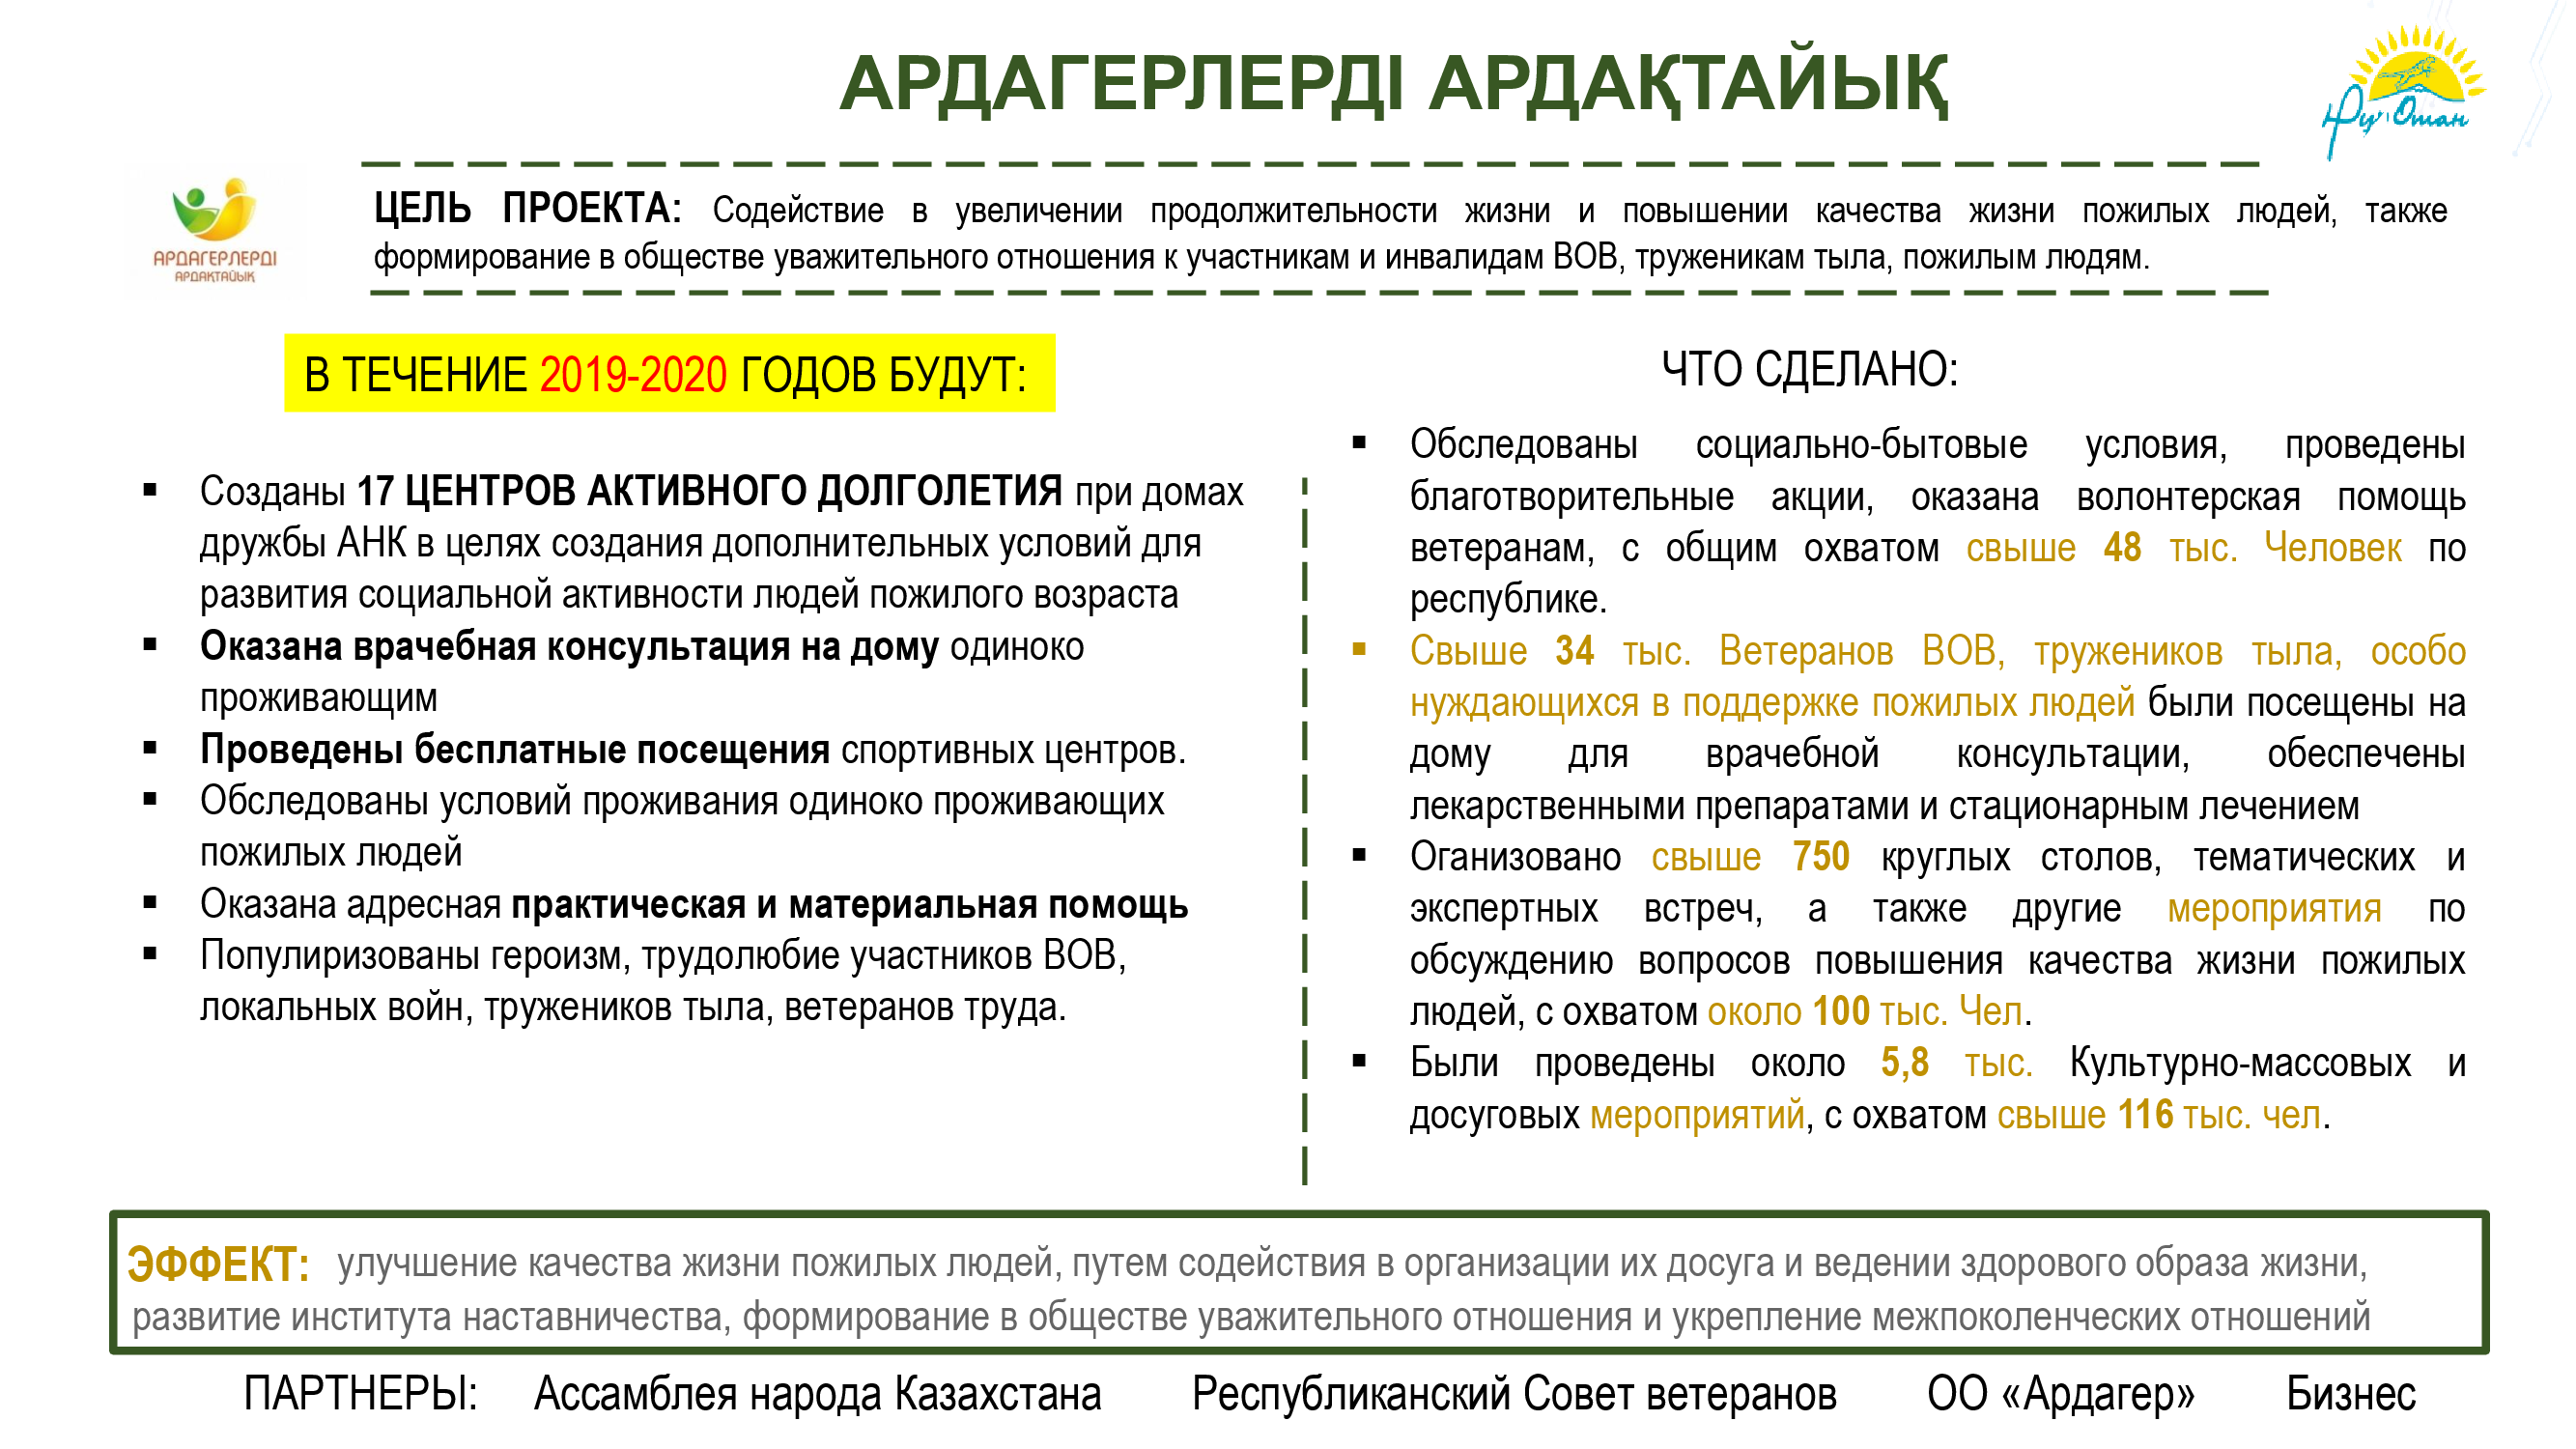 АРДАГЕРЛЕРДІ АРДАҚТАЙЫҚ
Нұр Отан
АРДАГЕРЛЕРДІ
АРДАҚТАЙЫҚ
ЦЕЛЬ ПРОЕКТА: Содействие в увеличении продолжительности жизни и повышении качества жизни пожилых людей, также
формирование в обществе уважительного отношения к участникам и инвалидам ВОВ, труженикам тыла, пожилым людям.
В ТЕЧЕНИЕ 2019-2020 ГОДОВ БУДУТ:
▪ Созданы 17 ЦЕНТРОВ АКТИВНОГО ДОЛГОЛЕТИЯ при домах
дружбы АНК в целях создания дополнительных условий для
развития социальной активности людей пожилого возраста
▪ Оказана врачебная консультация на дому одиноко
проживающим
▪ Проведены бесплатные посещения спортивных центров.
▪ Обследованы условий проживания одиноко проживающих
пожилых людей
▪ Оказана адресная практическая и материальная помощь
▪ Популиризованы героизм, трудолюбие участников ВОВ,
локальных войн, тружеников тыла, ветеранов труда.
ЧТО СДЕЛАНО:
▪ Обследованы социально-бытовые условия, проведены
благотворительные акции, оказана волонтерская помощь
ветеранам, с общим охватом свыше 48 тыс. Человек по
республике.
▪ Свыше 34 тыс. Ветеранов ВОВ, тружеников тыла, особо
нуждающихся в поддержке пожилых людей были посещены на
дому для врачебной консультации, обеспечены
лекарственными препаратами и стационарным лечением
▪ Оганизовано свыше 750 круглых столов, тематических и
экспертных встреч, а также другие мероприятия по
обсуждению вопросов повышения качества жизни пожилых
людей, с охватом около 100 тыс. Чел.
▪ Были проведены около 5,8 тыс. Культурно-массовых и
досуговых мероприятий, с охватом свыше 116 тыс. чел.
ЭФФЕКТ: улучшение качества жизни пожилых людей, путем содействия в организации их досуга и ведении здорового образа жизни,
развитие института наставничества, формирование в обществе уважительного отношения и укрепление межпоколенческих отношений
ПАРТНЕРЫ: Ассамблея народа Казахстана Республиканский Совет ветеранов ОО «Ардагер» Бизнес